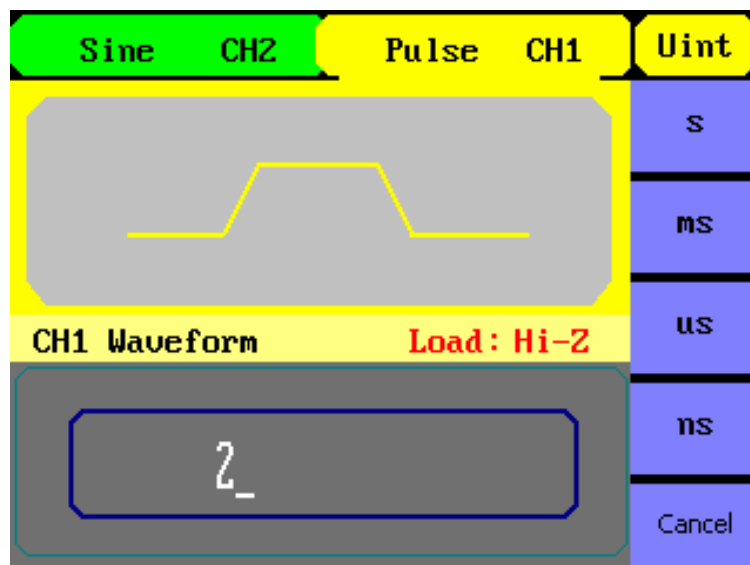 Sine CH2 Pulse CH1 Uint
s
ms
us
ns
Cancel
CH1 Waveform Load: Hi-Z
2_